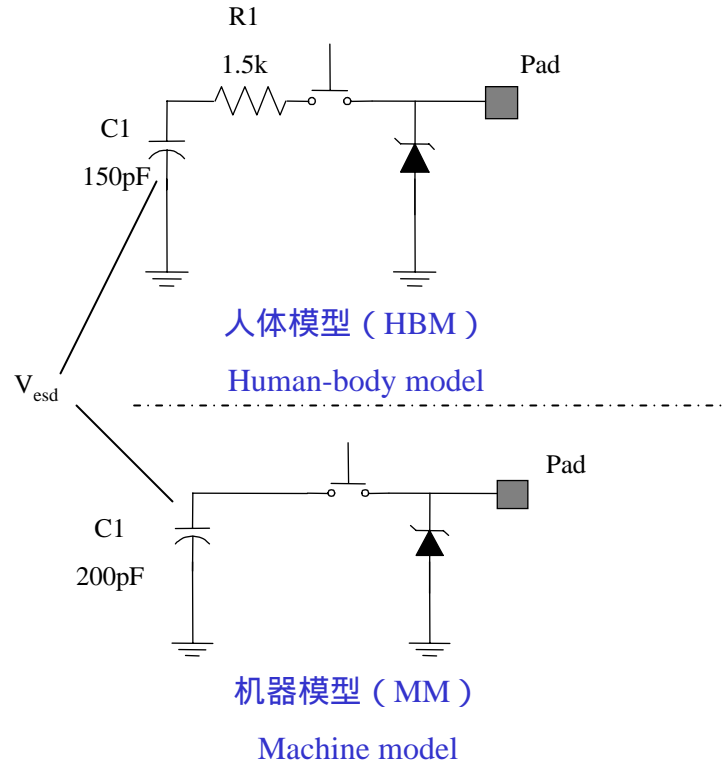 R1
1.5k
Pad
C1
150pF
人体模型（HBM）
Human-body model
Vesd
Pad
C1
200pF
机器模型（MM）
Machine model